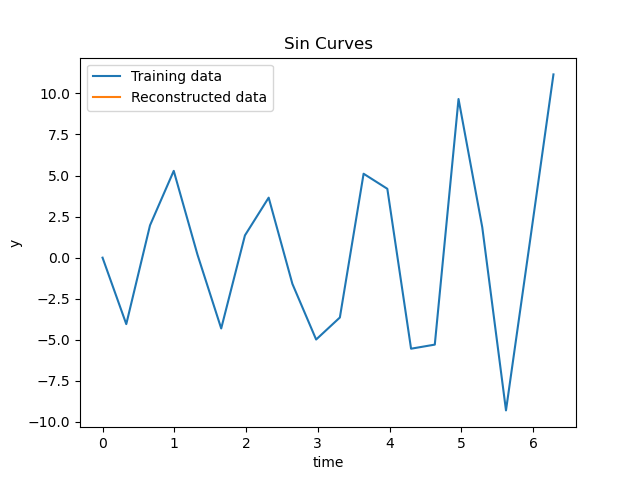 Sin Curves
Training data
Reconstructed data
10.0
7.5
5.0
2.5
0.0
−2.5
−5.0
−7.5
−10.0
y
0 1 2 3 4 5 6
time